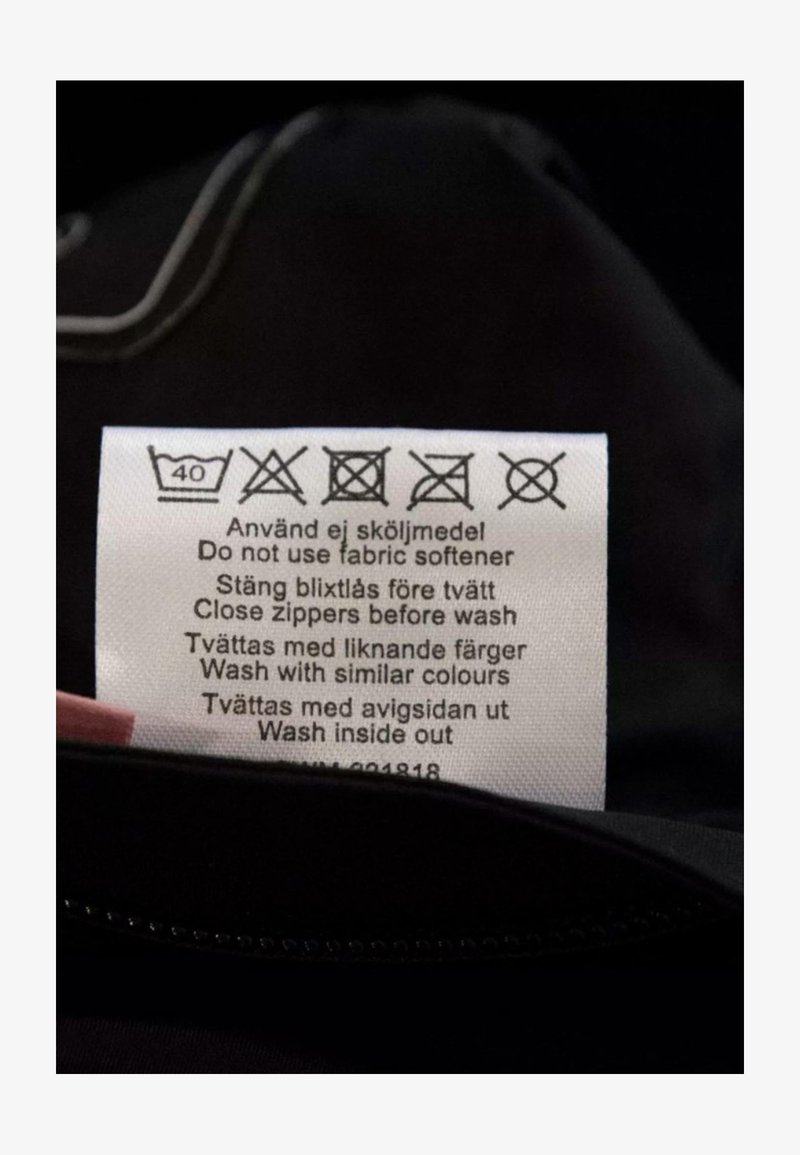 40
Använd ej sköljmedel
Do not use fabric softener
Stäng blixtlås före tvätt
Close zippers before wash
Tvättas med liknande färger
Wash with similar colours
Tvättas med avigsidan ut
Wash inside out